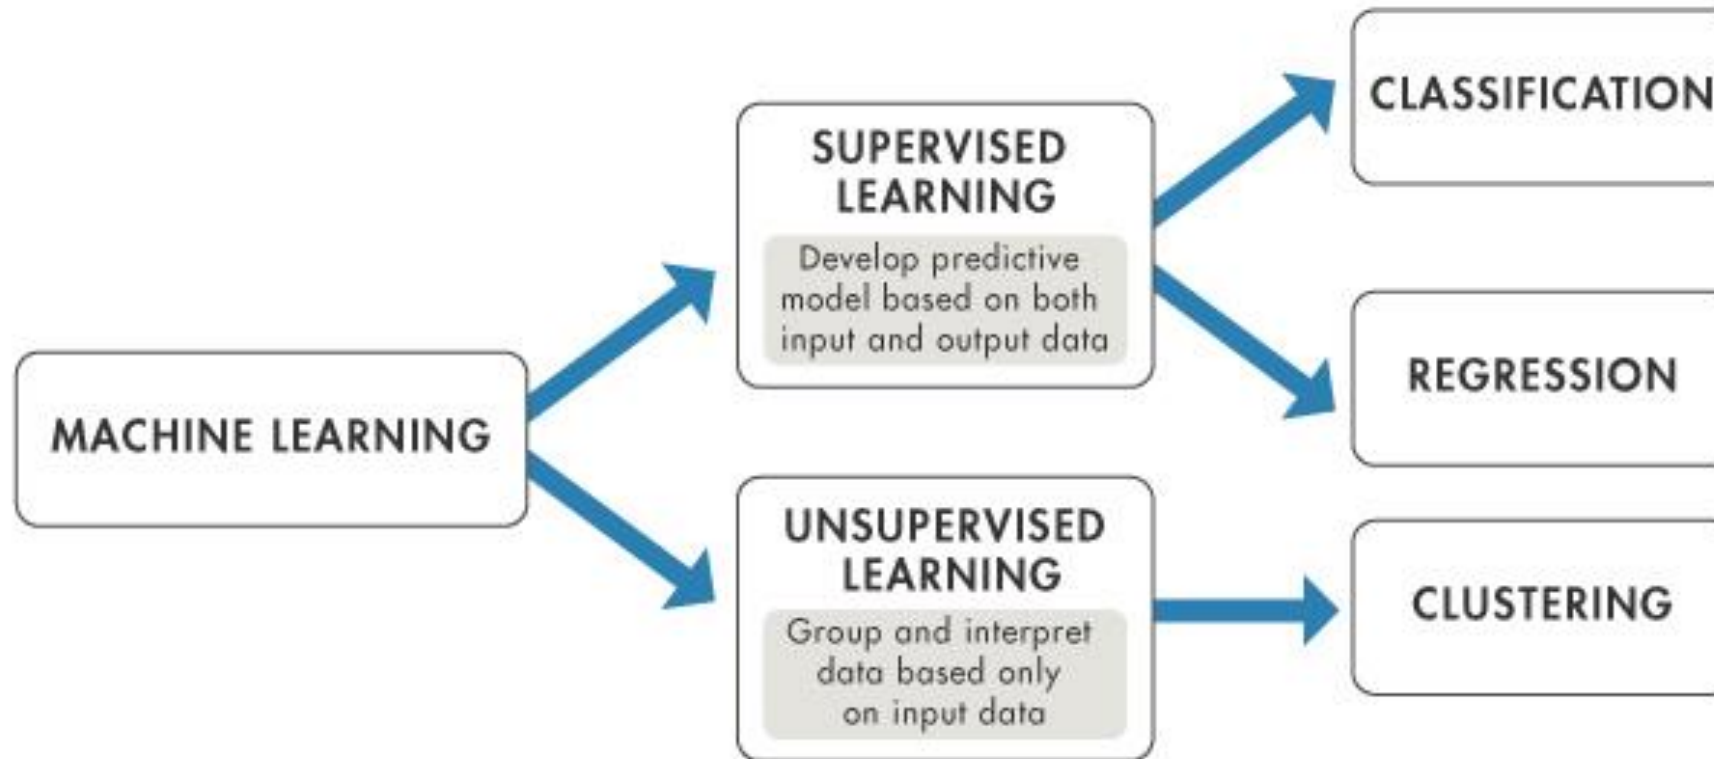 MACHINE LEARNING
SUPERVISED
LEARNING
Develop predictive
model based on both
input and output data
UNSUPERVISED
LEARNING
Group and interpret
data based only
on input data
CLASSIFICATION
REGRESSION
CLUSTERING